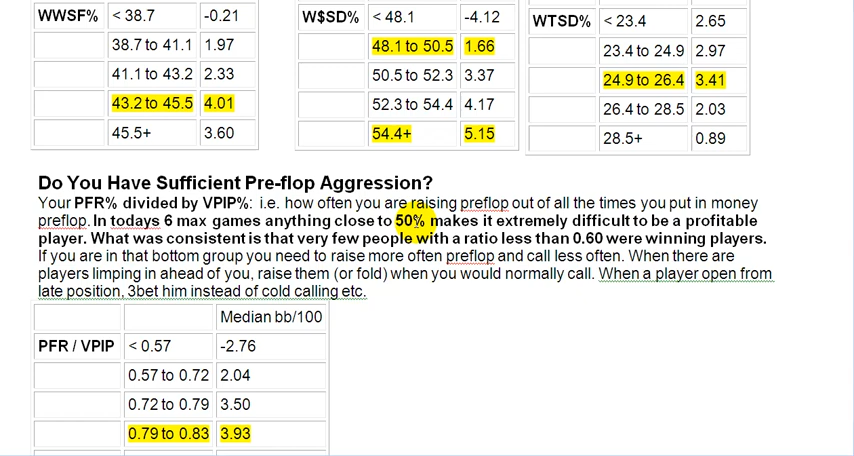 WWSF% < 38.7 -0.21
38.7 to 41.1 1.97
41.1 to 43.2 2.33
43.2 to 45.5 4.01
45.5+ 3.60
W$SD% < 48.1 -4.12
48.1 to 50.5 1.66
50.5 to 52.3 3.37
52.3 to 54.4 4.17
54.4+ 5.15
WTSD% < 23.4 2.65
23.4 to 24.9 2.97
24.9 to 26.4 3.41
26.4 to 28.5 2.03
28.5+ 0.89
Do You Have Sufficient Pre-flop Aggression?
Your PFR% divided by VPIP%: i.e. how often you are raising preflop out of all the times you put in money
preflop. In todays 6 max games anything close to 50% makes it extremely difficult to be a profitable
player. What was consistent is that very few people with a ratio less than 0.60 were winning players.
If you are in that bottom group you need to raise more often preflop and call less often. When there are
players limping in ahead of you, raise them (or fold) when you would normally call. When a player open from
late position, 3bet him instead of cold calling etc.
Median bb/100
PFR / VPIP < 0.57 -2.76
0.57 to 0.72 2.04
0.72 to 0.79 3.50
0.79 to 0.83 3.93